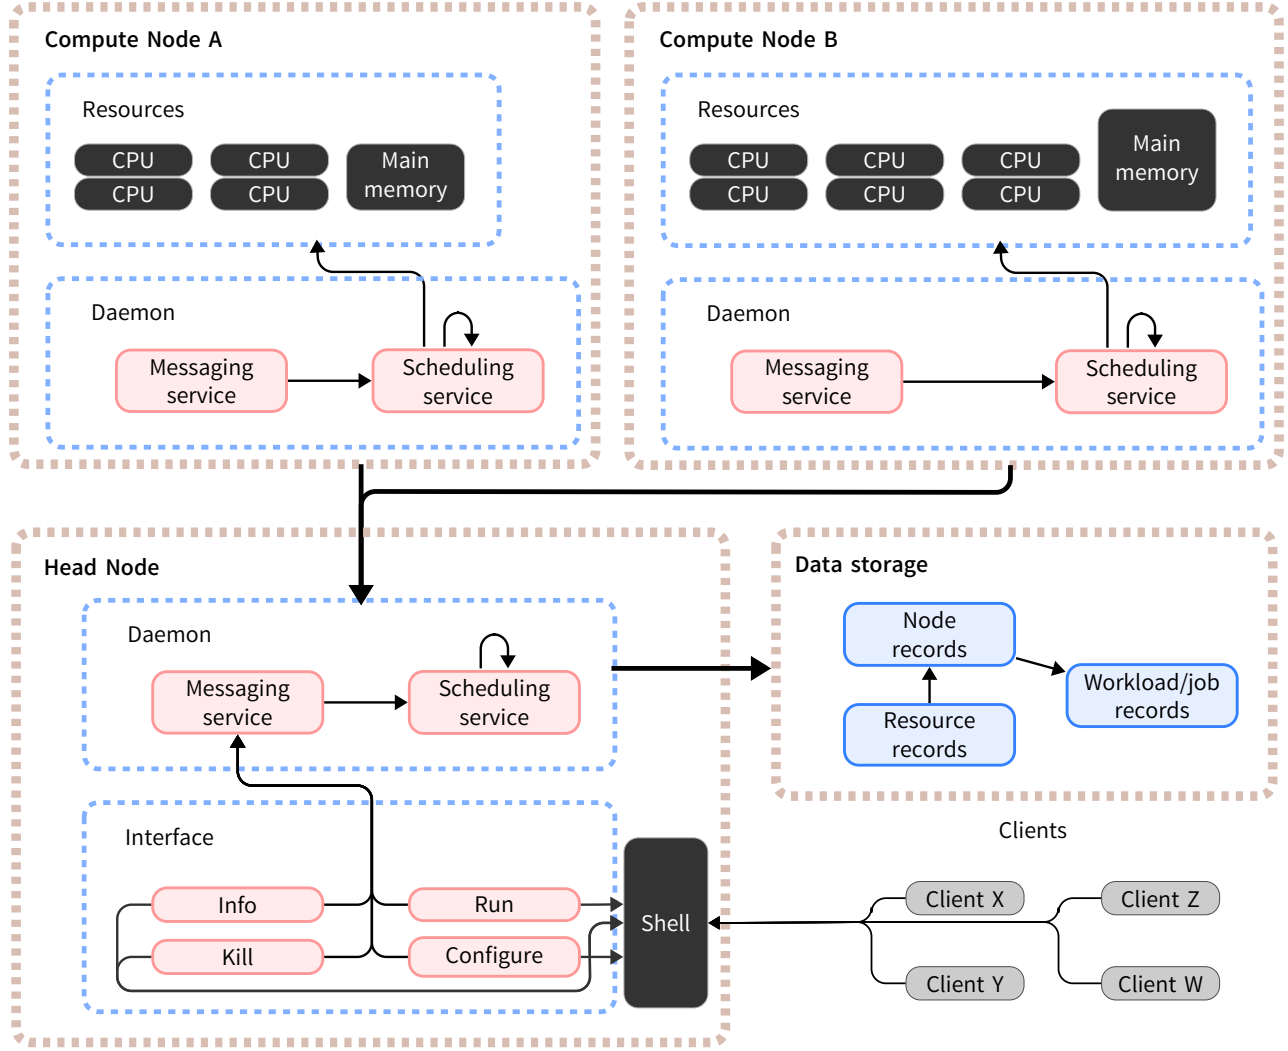 Compute Node A
Resources
CPU
CPU
CPU
CPU
Main
memory
Daemon
Messaging
service
Scheduling
service
Compute Node B
Resources
CPU
CPU
CPU
CPU
CPU
CPU
Main
memory
Daemon
Messaging
service
Scheduling
service
Head Node
Daemon
Messaging
service
Scheduling
service
Interface
Info
Run
Kill
Configure
Shell
Data storage
Node
records
Workload/job
records
Resource
records
Clients
Client X
Client Z
Client Y
Client W